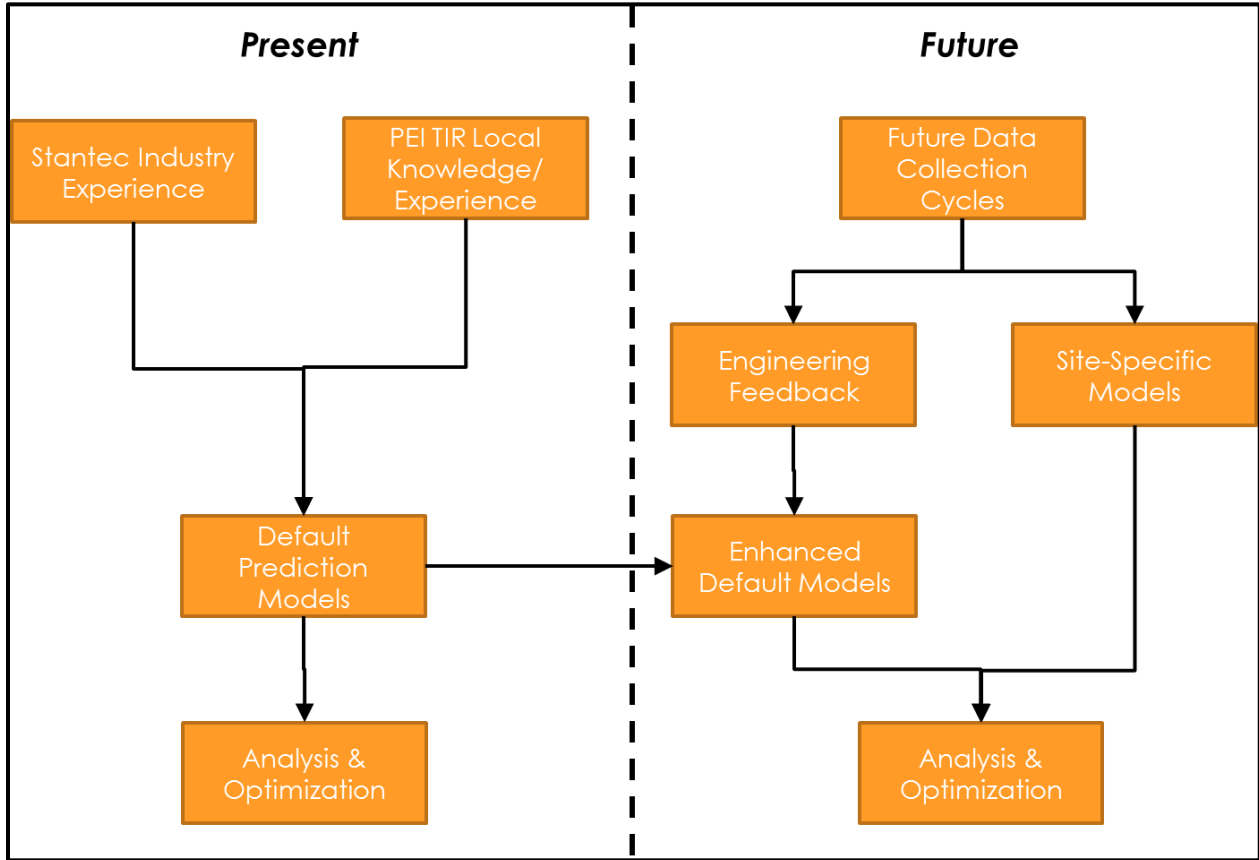 Present
Stantec Industry
Experience
PEI TIR Local
Knowledge/
Experience
Default
Prediction
Models
Analysis &
Optimization
Future
Future Data
Collection
Cycles
Engineering
Feedback
Site-Specific
Models
Enhanced
Default Models
Analysis &
Optimization